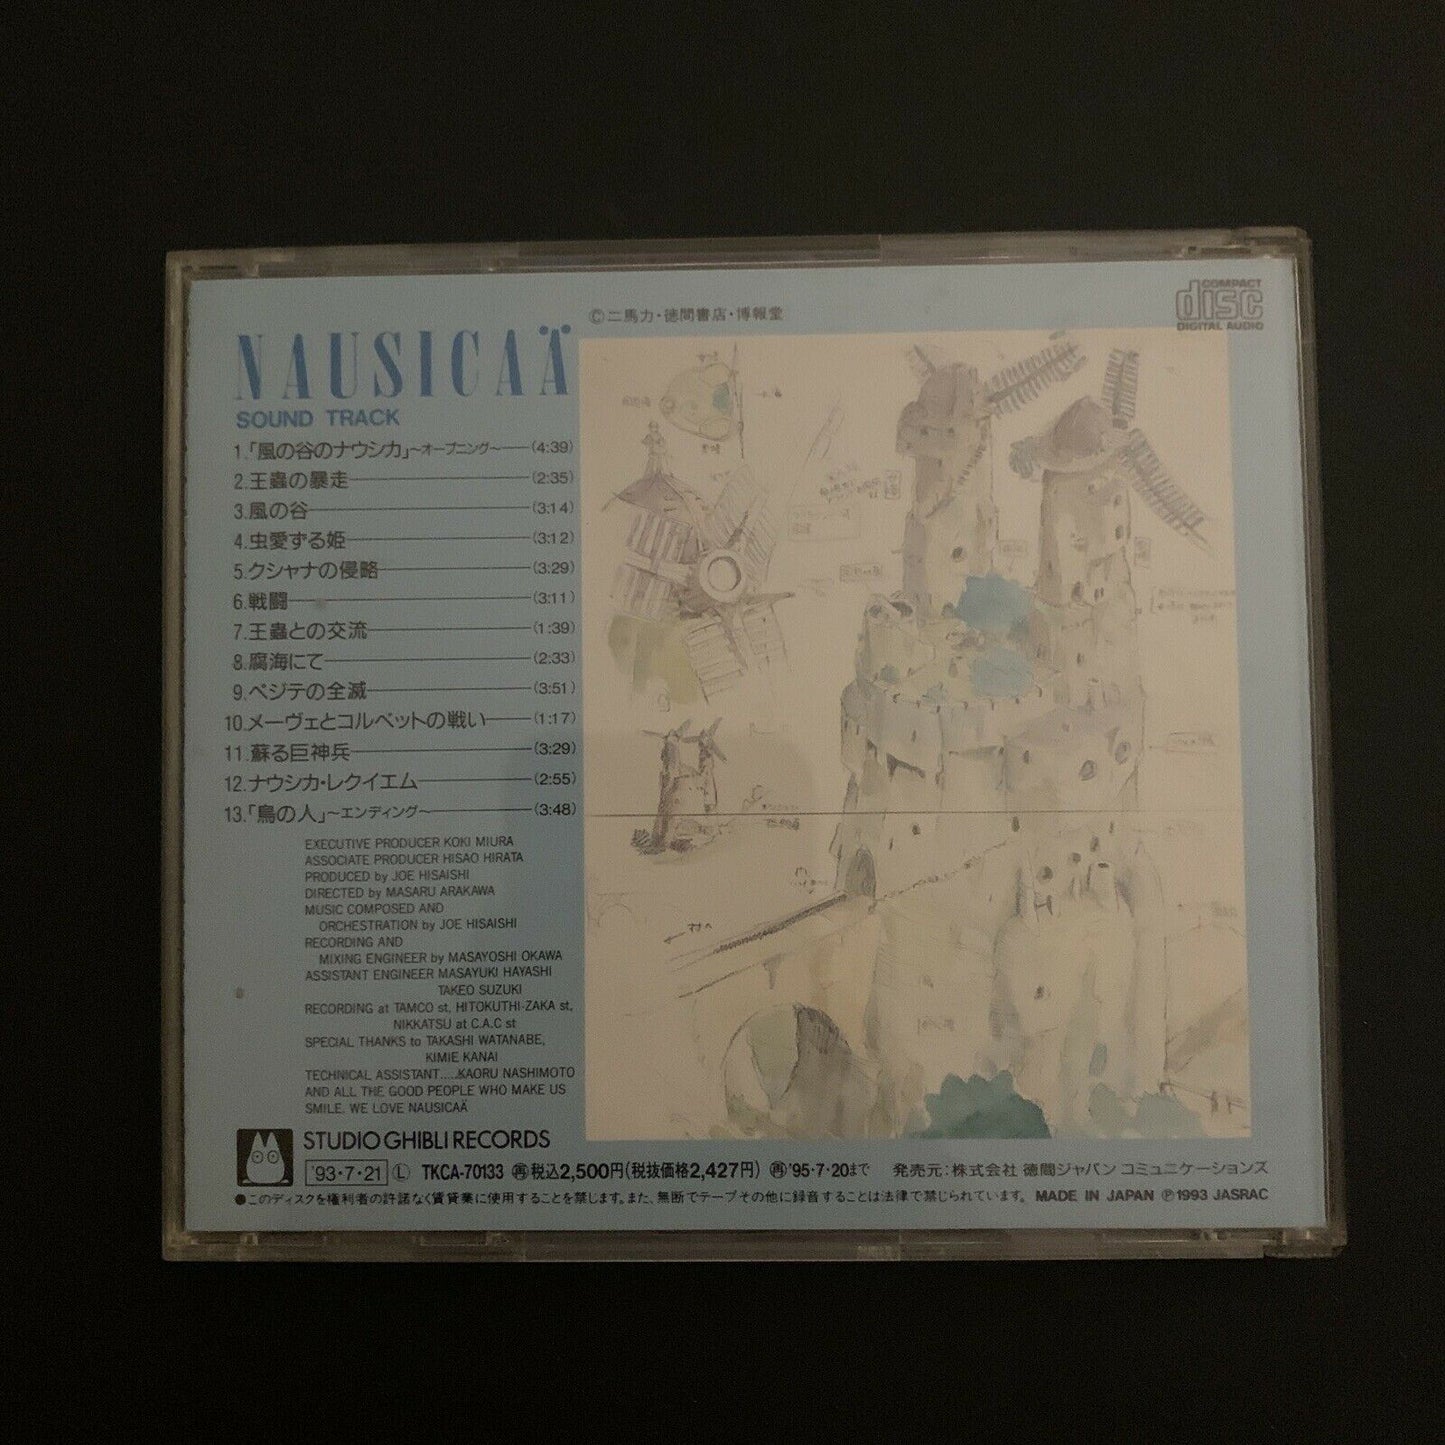 ©二馬力・徳間書店・博報堂
COMPACT
disc
DIGITAL AUDIO
NAUSICAÄ
SOUND TRACK
1.「風の谷のナウシカ」～オープニング～ (4:39)
2.王蟲の暴走 (2:35)
3.風の谷 (3:14)
4.虫愛ずる姫 (3:12)
5.クシャナの侵略 (3:29)
6.戦闘 (3:11)
7.王蟲との交流 (1:39)
8.腐海にて (2:33)
9.ペジテの全滅 (3:51)
10.メーヴェとコルベットの戦い (1:17)
11.蘇る巨神兵 (3:29)
12.ナウシカ・レクイエム (2:55)
13.「鳥の人」～エンディング～ (3:48)
EXECUTIVE PRODUCER KOKI MIURA
ASSOCIATE PRODUCER HISAO HIRATA
PRODUCED by JOE HISAISHI
DIRECTED by MASARU ARAKAWA
MUSIC COMPOSED AND
ORCHESTRATION by JOE HISAISHI
RECORDING AND
MIXING ENGINEER by MASAYOSHI OKAWA
ASSISTANT ENGINEER MASAYUKI HAYASHI
TAKEO SUZUKI
RECORDING at TAMCO st, HITOKUTHI-ZAKA st,
NIKKATSU at C.A.C st
SPECIAL THANKS to TAKASHI WATANABE,
KIMIE KANAI
TECHNICAL ASSISTANT.....KAORU NASHIMOTO
AND ALL THE GOOD PEOPLE WHO MAKE US
SMILE. WE LOVE NAUSICAÄ
STUDIO GHIBLI RECORDS
'93・7・21 Ⓛ TKCA-70133 ㊢税込2,500円(税抜価格2,427円) ㊢'95・7・20まで 発売元:株式会社 徳間ジャパン コミュニケーションズ
●このディスクを権利者の許諾なく賃貸業に使用することを禁じます。また、無断でテープその他に録音することは法律で禁じられています。 MADE IN JAPAN ℗1993 JASRAC